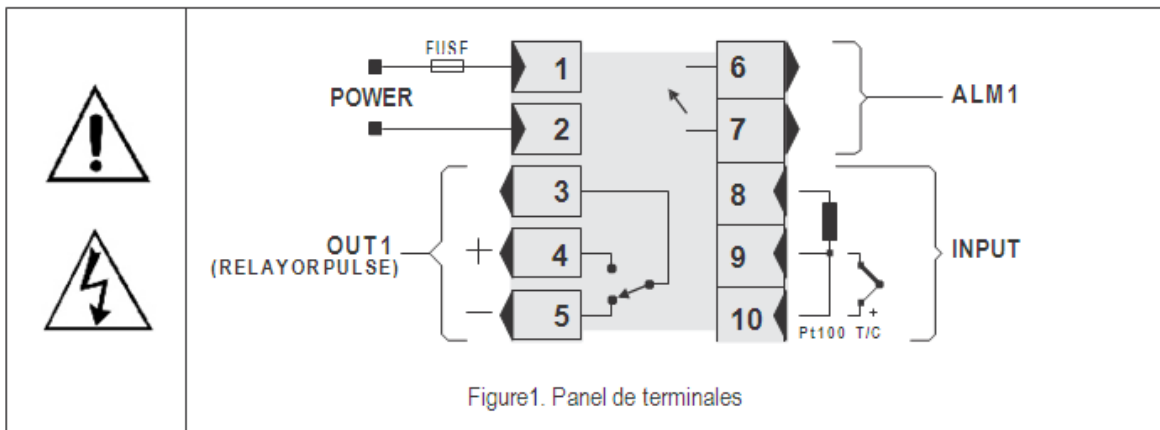 FUSE
POWER
1
2
3
4
5
+
−
OUT1
(RELAYORPULSE)
6
7
8
9
10
ALM1
INPUT
+
Pt100 T/C
Figure1. Panel de terminales